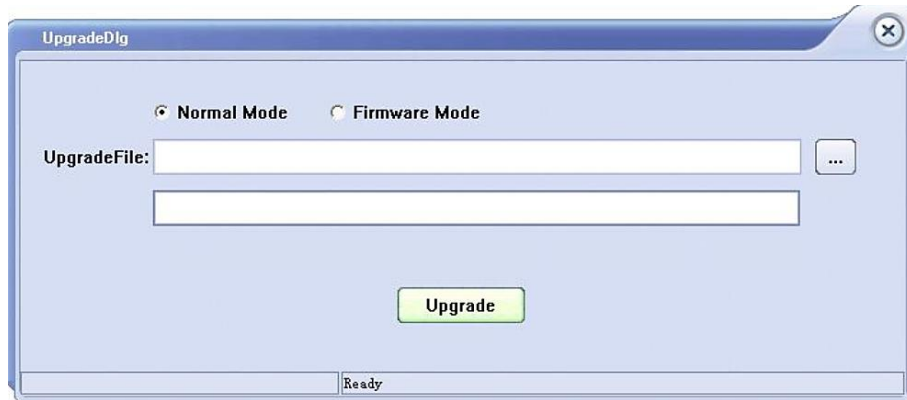 UpgradeDlg
Normal Mode Firmware Mode
UpgradeFile: ...
Upgrade
Ready